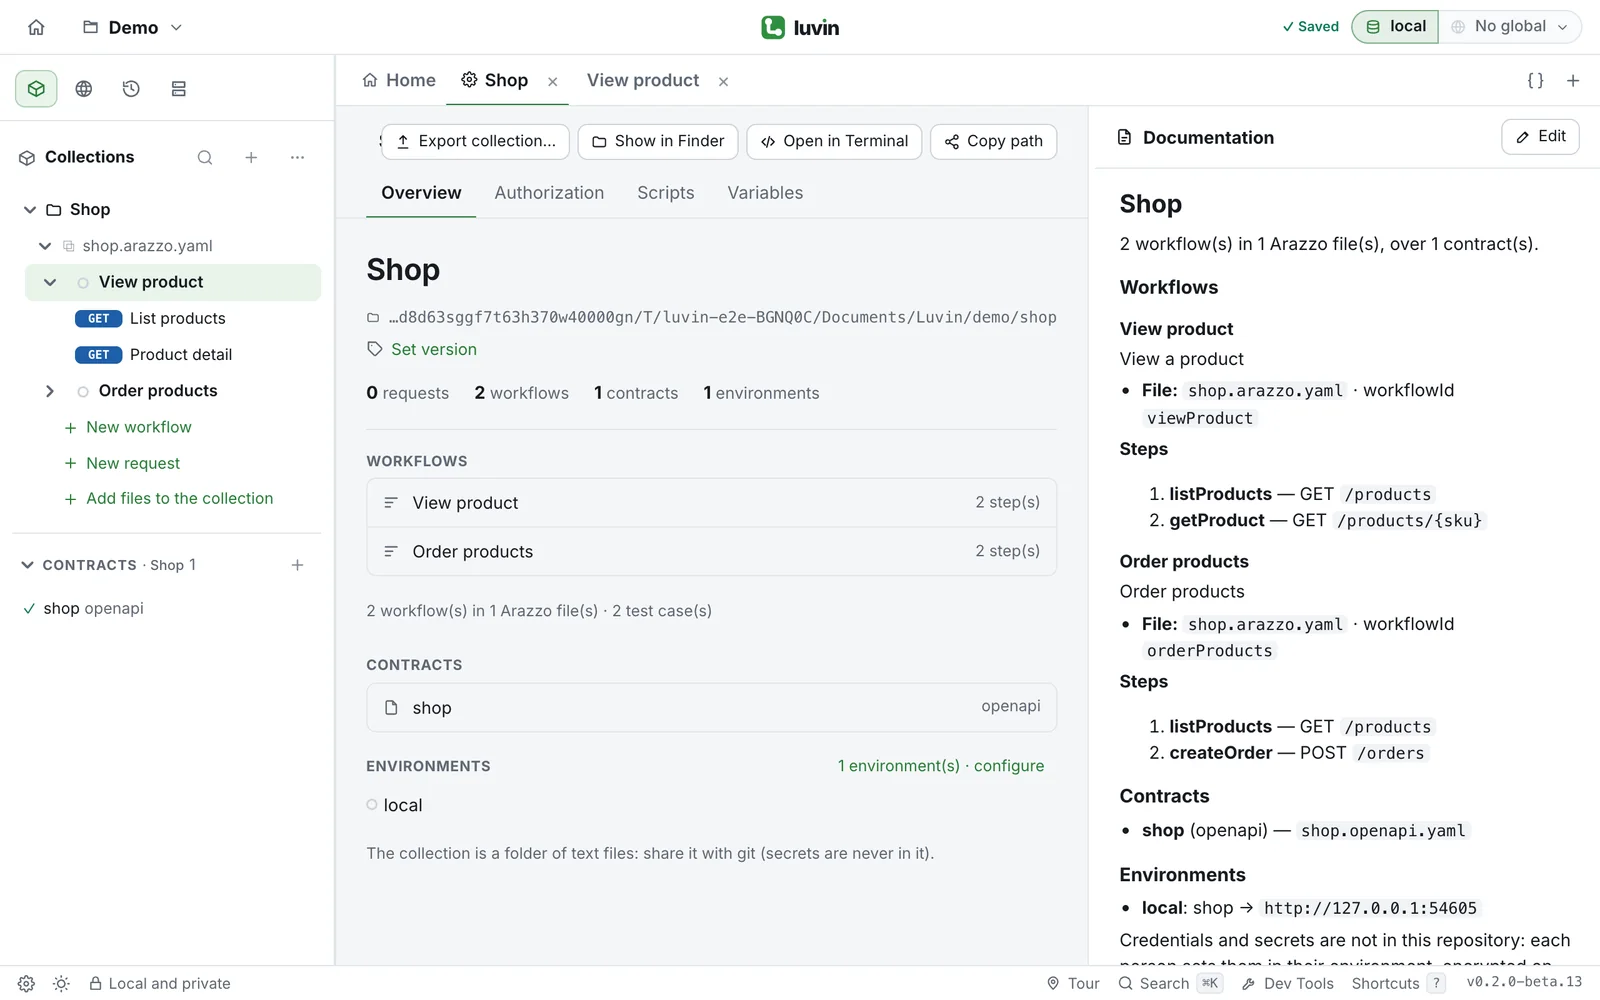 Demo
luvin
Saved
local
No global
Home
Shop
View product
{ }
Collections
Shop
shop.arazzo.yaml
View product
GET List products
GET Product detail
Order products
+ New workflow
+ New request
+ Add files to the collection
CONTRACTS · Shop 1
shop openapi
Export collection...
Show in Finder
Open in Terminal
Copy path
Overview
Authorization
Scripts
Variables
Shop
…d8d63sggf7t63h370w40000gn/T/luvin-e2e-BGNQ0C/Documents/Luvin/demo/shop
Set version
0 requests 2 workflows 1 contracts 1 environments
WORKFLOWS
View product 2 step(s)
Order products 2 step(s)
2 workflow(s) in 1 Arazzo file(s) · 2 test case(s)
CONTRACTS
shop openapi
ENVIRONMENTS 1 environment(s) · configure
local
The collection is a folder of text files: share it with git (secrets are never in it).
Documentation
Edit
Shop
2 workflow(s) in 1 Arazzo file(s), over 1 contract(s).
Workflows
View product
View a product
• File: shop.arazzo.yaml · workflowId
viewProduct
Steps
1. listProducts — GET /products
2. getProduct — GET /products/{sku}
Order products
Order products
• File: shop.arazzo.yaml · workflowId
orderProducts
Steps
1. listProducts — GET /products
2. createOrder — POST /orders
Contracts
• shop (openapi) — shop.openapi.yaml
Environments
• local: shop → http://127.0.0.1:54605
Credentials and secrets are not in this repository: each
person sets them in their environment, encrypted on
Local and private
Tour
Search ⌘K
Dev Tools
Shortcuts ?
v0.2.0-beta.13